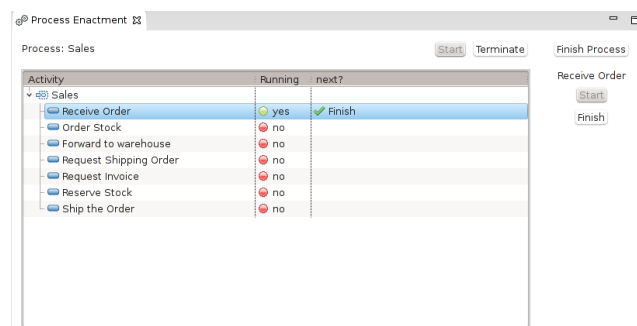 Process Enactment
Process: Sales
Start Terminate Finish Process
Activity Running next?
Receive Order
Sales
Start
Receive Order yes Finish
Finish
Order Stock no
Forward to warehouse no
Request Shipping Order no
Request Invoice no
Reserve Stock no
Ship the Order no